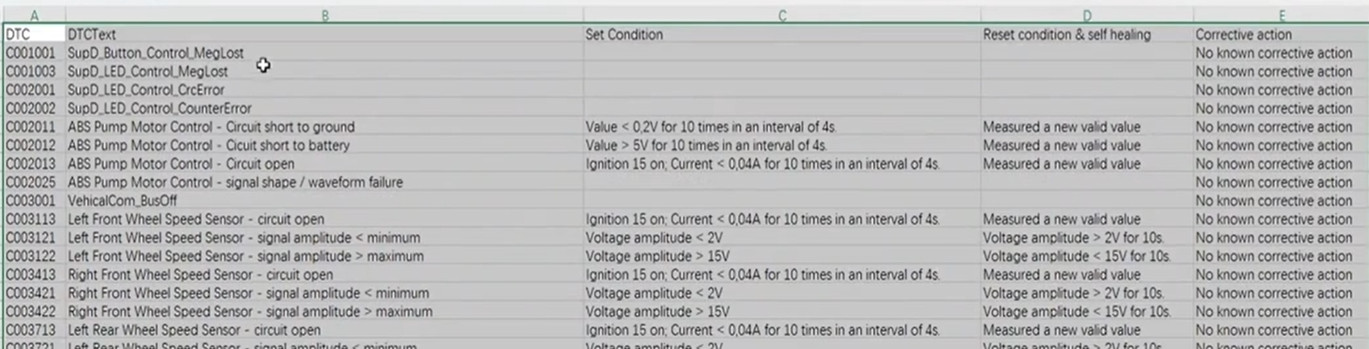 A B C D E
DTC DTCText Set Condition Reset condition & self healing Corrective action
C001001 SupD_Button_Control_MegLost No known corrective action
C001003 SupD_LED_Control_MegLost No known corrective action
C002001 SupD_LED_Control_CrcError No known corrective action
C002002 SupD_LED_Control_CounterError No known corrective action
C002011 ABS Pump Motor Control - Circuit short to ground Value < 0,2V for 10 times in an interval of 4s. Measured a new valid value No known corrective action
C002012 ABS Pump Motor Control - Cicuit short to battery Value > 5V for 10 times in an interval of 4s. Measured a new valid value No known corrective action
C002013 ABS Pump Motor Control - Circuit open Ignition 15 on; Current < 0,04A for 10 times in an interval of 4s. Measured a new valid value No known corrective action
C002025 ABS Pump Motor Control - signal shape / waveform failure No known corrective action
C003001 VehicalCom_BusOff No known corrective action
C003113 Left Front Wheel Speed Sensor - circuit open Ignition 15 on; Current < 0,04A for 10 times in an interval of 4s. Measured a new valid value No known corrective action
C003121 Left Front Wheel Speed Sensor - signal amplitude < minimum Voltage amplitude < 2V Voltage amplitude > 2V for 10s. No known corrective action
C003122 Left Front Wheel Speed Sensor - signal amplitude > maximum Voltage amplitude > 15V Voltage amplitude < 15V for 10s. No known corrective action
C003413 Right Front Wheel Speed Sensor - circuit open Ignition 15 on; Current < 0,04A for 10 times in an interval of 4s. Measured a new valid value No known corrective action
C003421 Right Front Wheel Speed Sensor - signal amplitude < minimum Voltage amplitude < 2V Voltage amplitude > 2V for 10s. No known corrective action
C003422 Right Front Wheel Speed Sensor - signal amplitude > maximum Voltage amplitude > 15V Voltage amplitude < 15V for 10s. No known corrective action
C003713 Left Rear Wheel Speed Sensor - circuit open Ignition 15 on; Current < 0,04A for 10 times in an interval of 4s. Measured a new valid value No known corrective action
C003721 Left Rear Wheel Speed Sensor - signal amplitude < minimum Voltage amplitude < 2V Voltage amplitude > 2V for 10s. No known corrective action